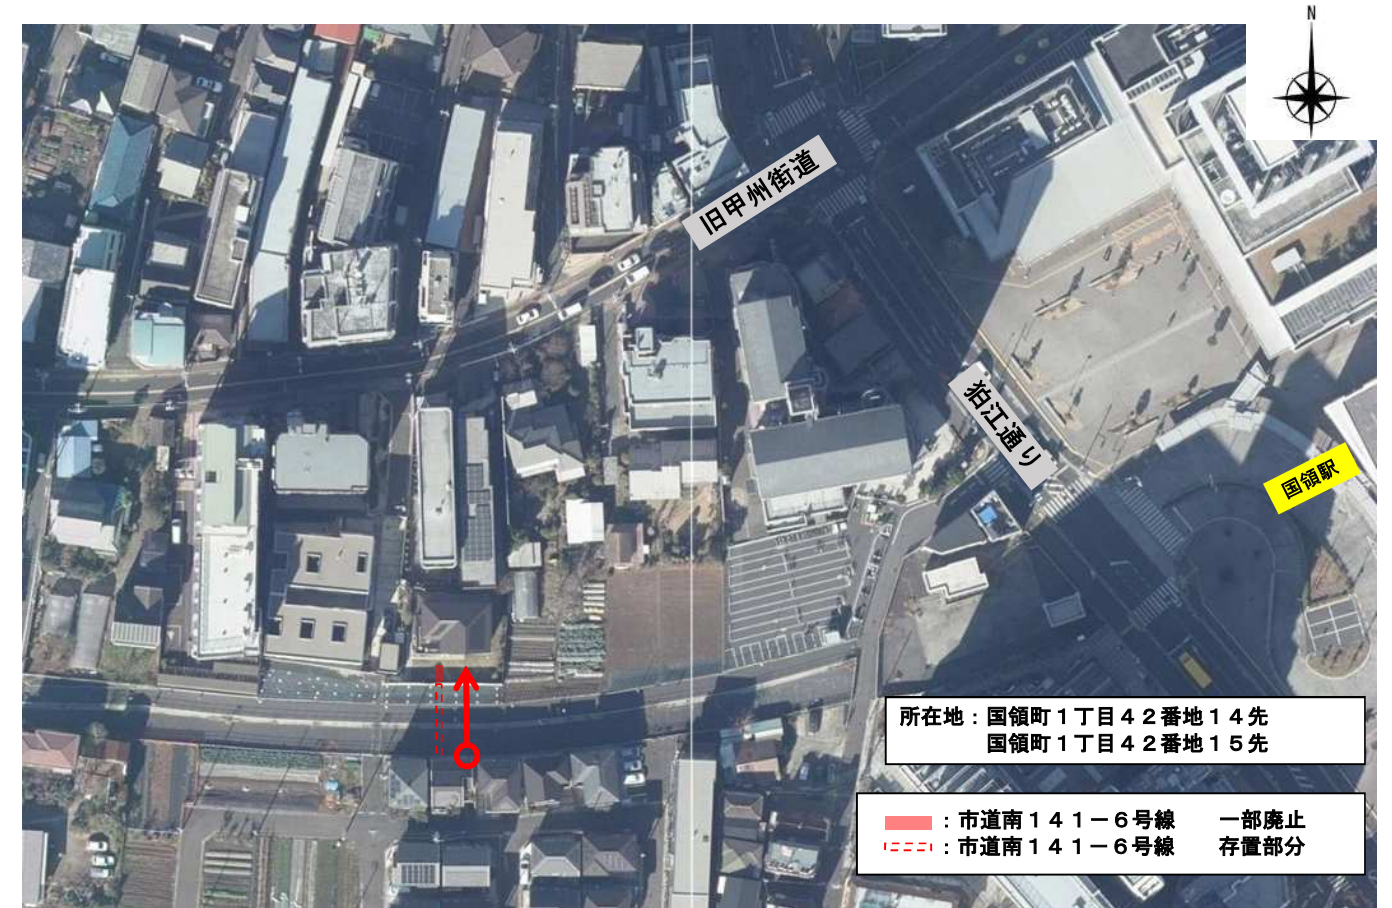 N
旧甲州街道
狛江通り
国領駅
所在地：国領町１丁目４２番地１４先
国領町１丁目４２番地１５先
：市道南１４１－６号線　一部廃止
：市道南１４１－６号線　存置部分